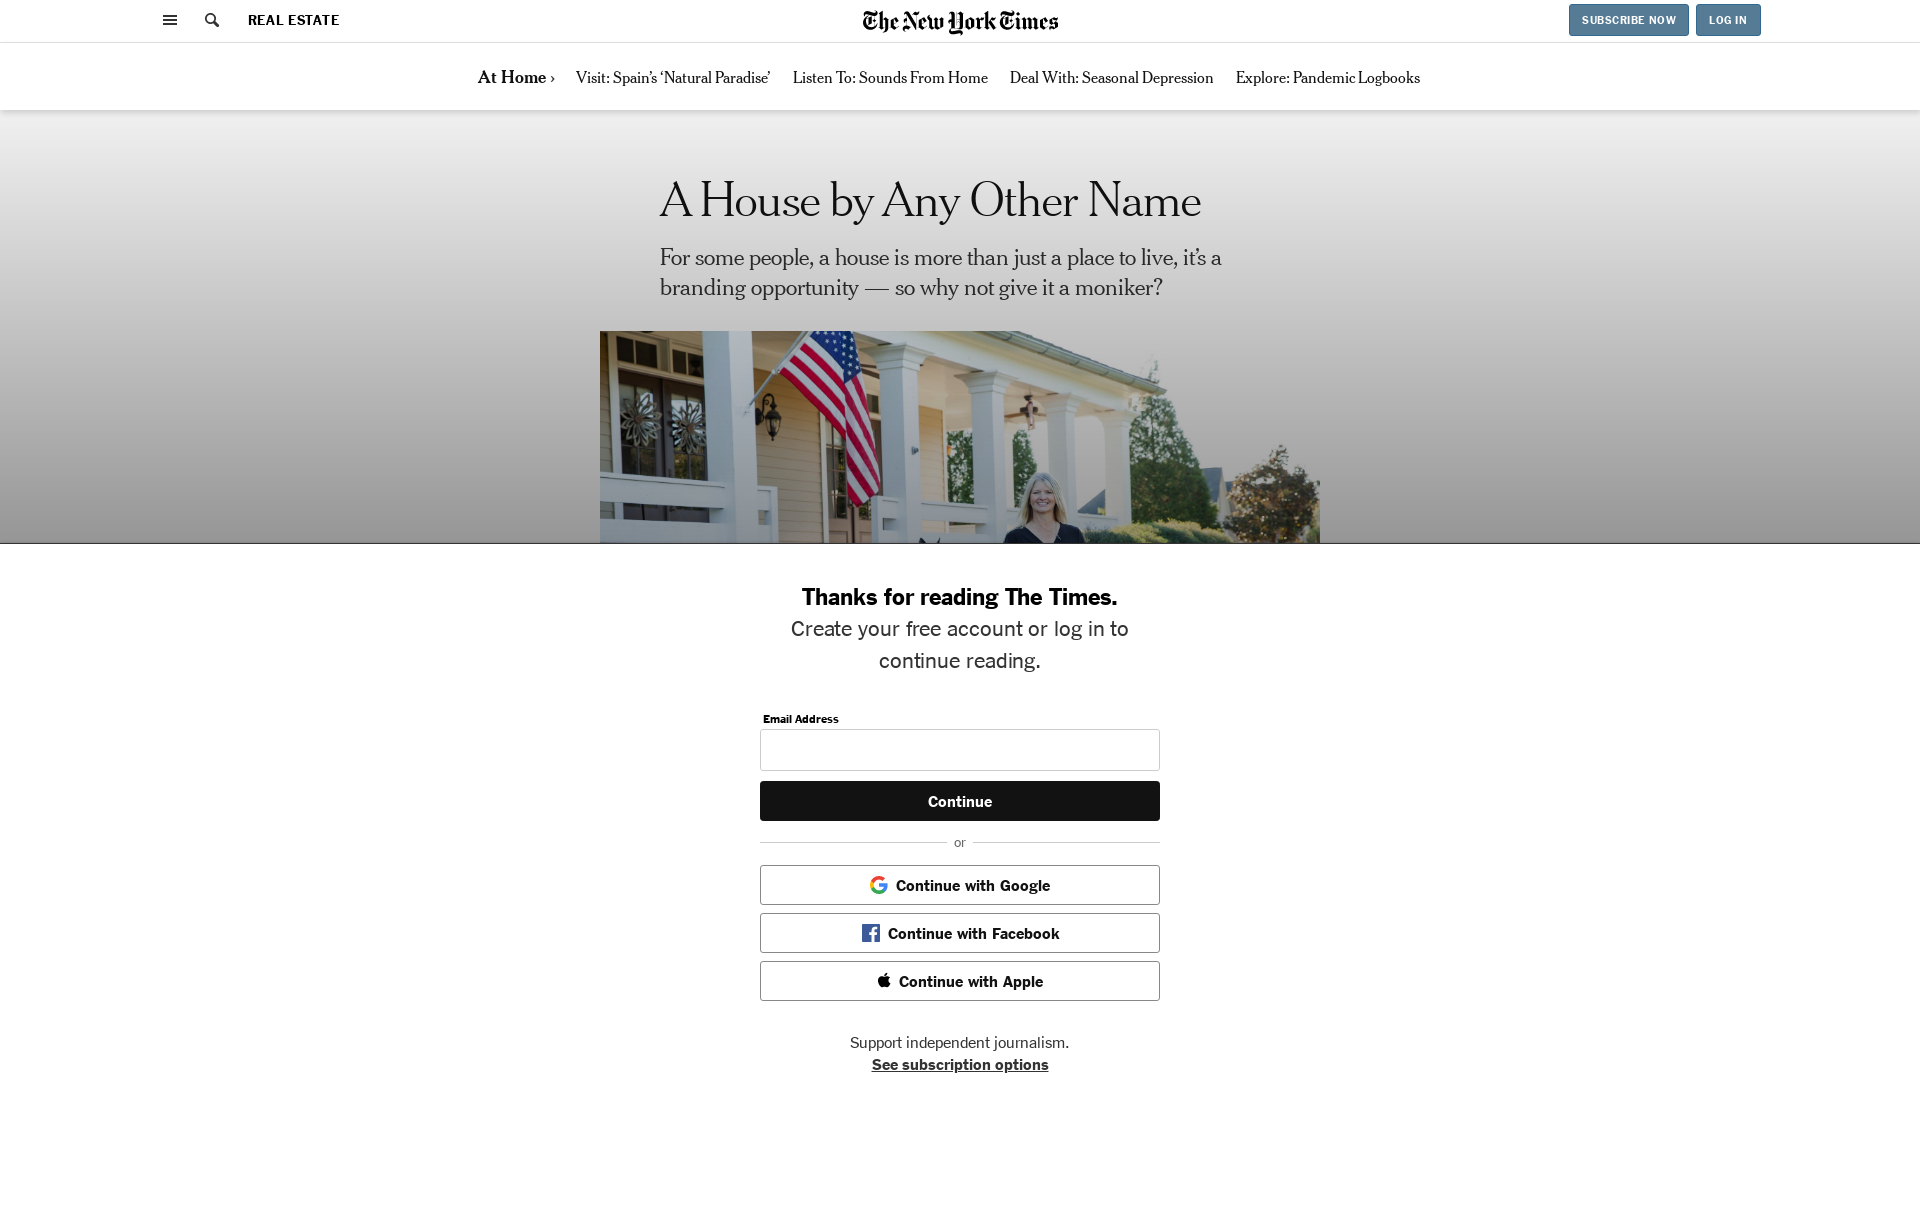 REAL ESTATE
The New York Times
SUBSCRIBE NOW
LOG IN
At Home ›
Visit: Spain’s ‘Natural Paradise’
Listen To: Sounds From Home
Deal With: Seasonal Depression
Explore: Pandemic Logbooks
A House by Any Other Name
For some people, a house is more than just a place to live, it’s a
branding opportunity — so why not give it a moniker?
Thanks for reading The Times.
Create your free account or log in to
continue reading.
Email Address
Continue
or
Continue with Google
Continue with Facebook
Continue with Apple
Support independent journalism.
See subscription options